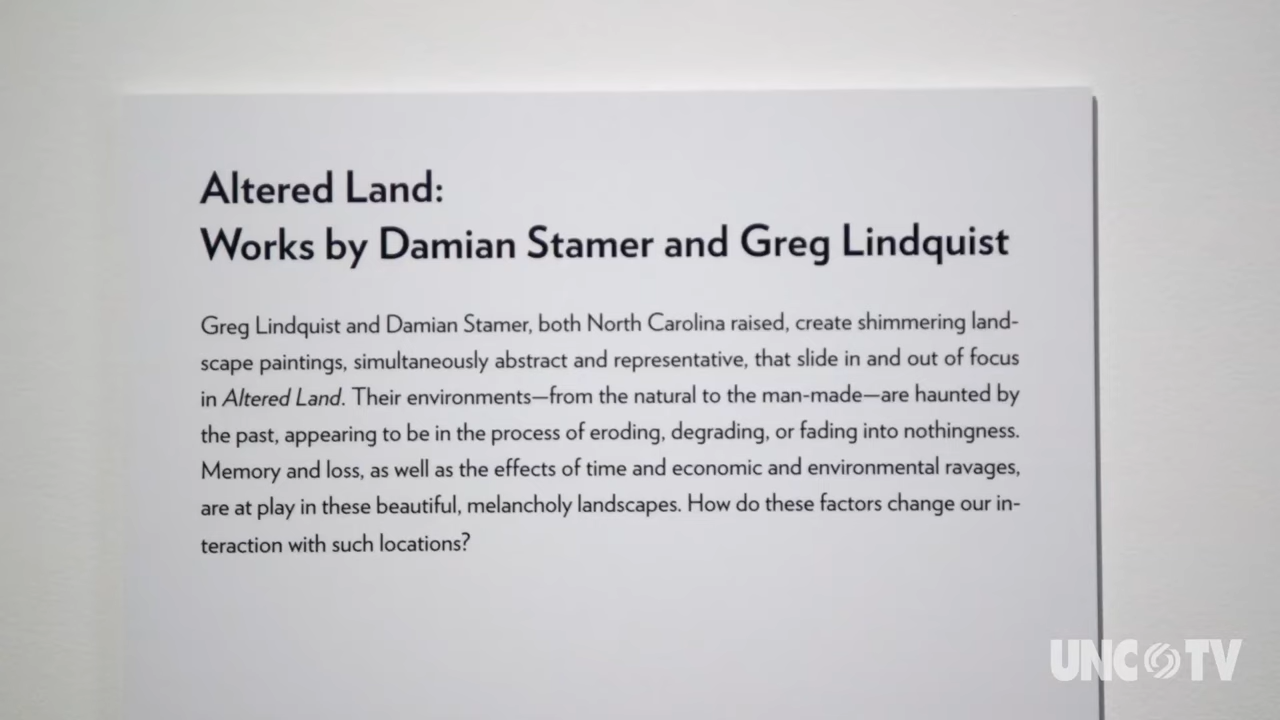 Altered Land:
Works by Damian Stamer and Greg Lindquist
Greg Lindquist and Damian Stamer, both North Carolina raised, create shimmering land-
scape paintings, simultaneously abstract and representative, that slide in and out of focus
in Altered Land. Their environments—from the natural to the man-made—are haunted by
the past, appearing to be in the process of eroding, degrading, or fading into nothingness.
Memory and loss, as well as the effects of time and economic and environmental ravages,
are at play in these beautiful, melancholy landscapes. How do these factors change our in-
teraction with such locations?
UNC TV